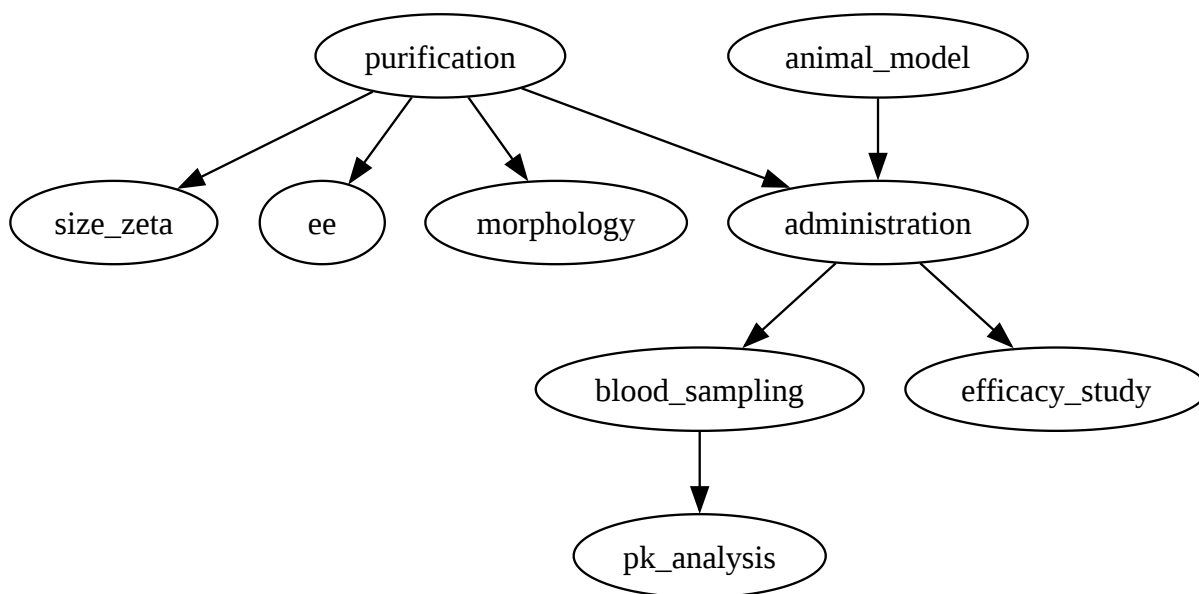 purification
animal_model
size_zeta
ee
morphology
administration
blood_sampling
efficacy_study
pk_analysis